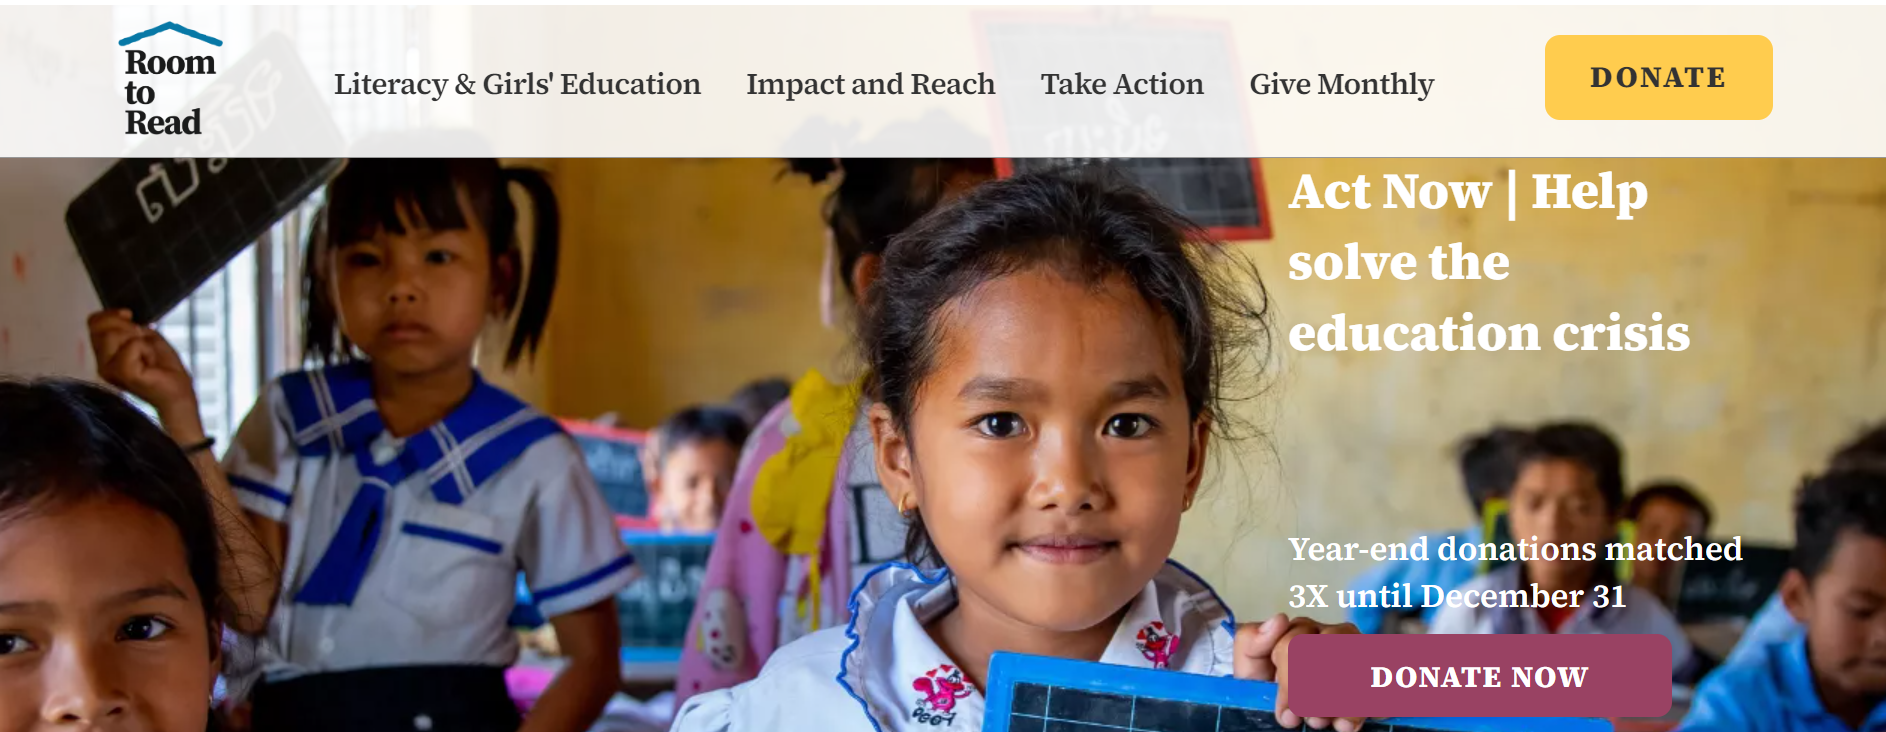 Room
to
Read
Literacy & Girls' Education
Impact and Reach
Take Action
Give Monthly
DONATE
Act Now | Help
solve the
education crisis
Year-end donations matched
3X until December 31
DONATE NOW